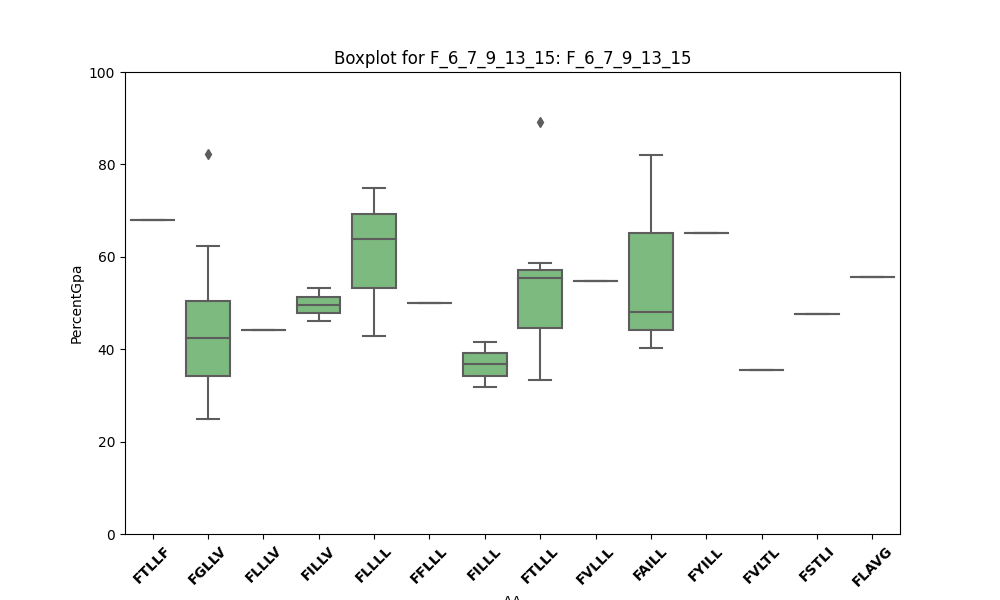 Boxplot for F_6_7_9_13_15: F_6_7_9_13_15
100
80
60
40
20
0
PercentGpa
FTLLF
FGLLV
FLLLV
FILLV
FLLLL
FFLLL
FILLL
FTLLL
FVLLL
FAILL
FYILL
FVLTL
FSTLI
FLAVG
AA